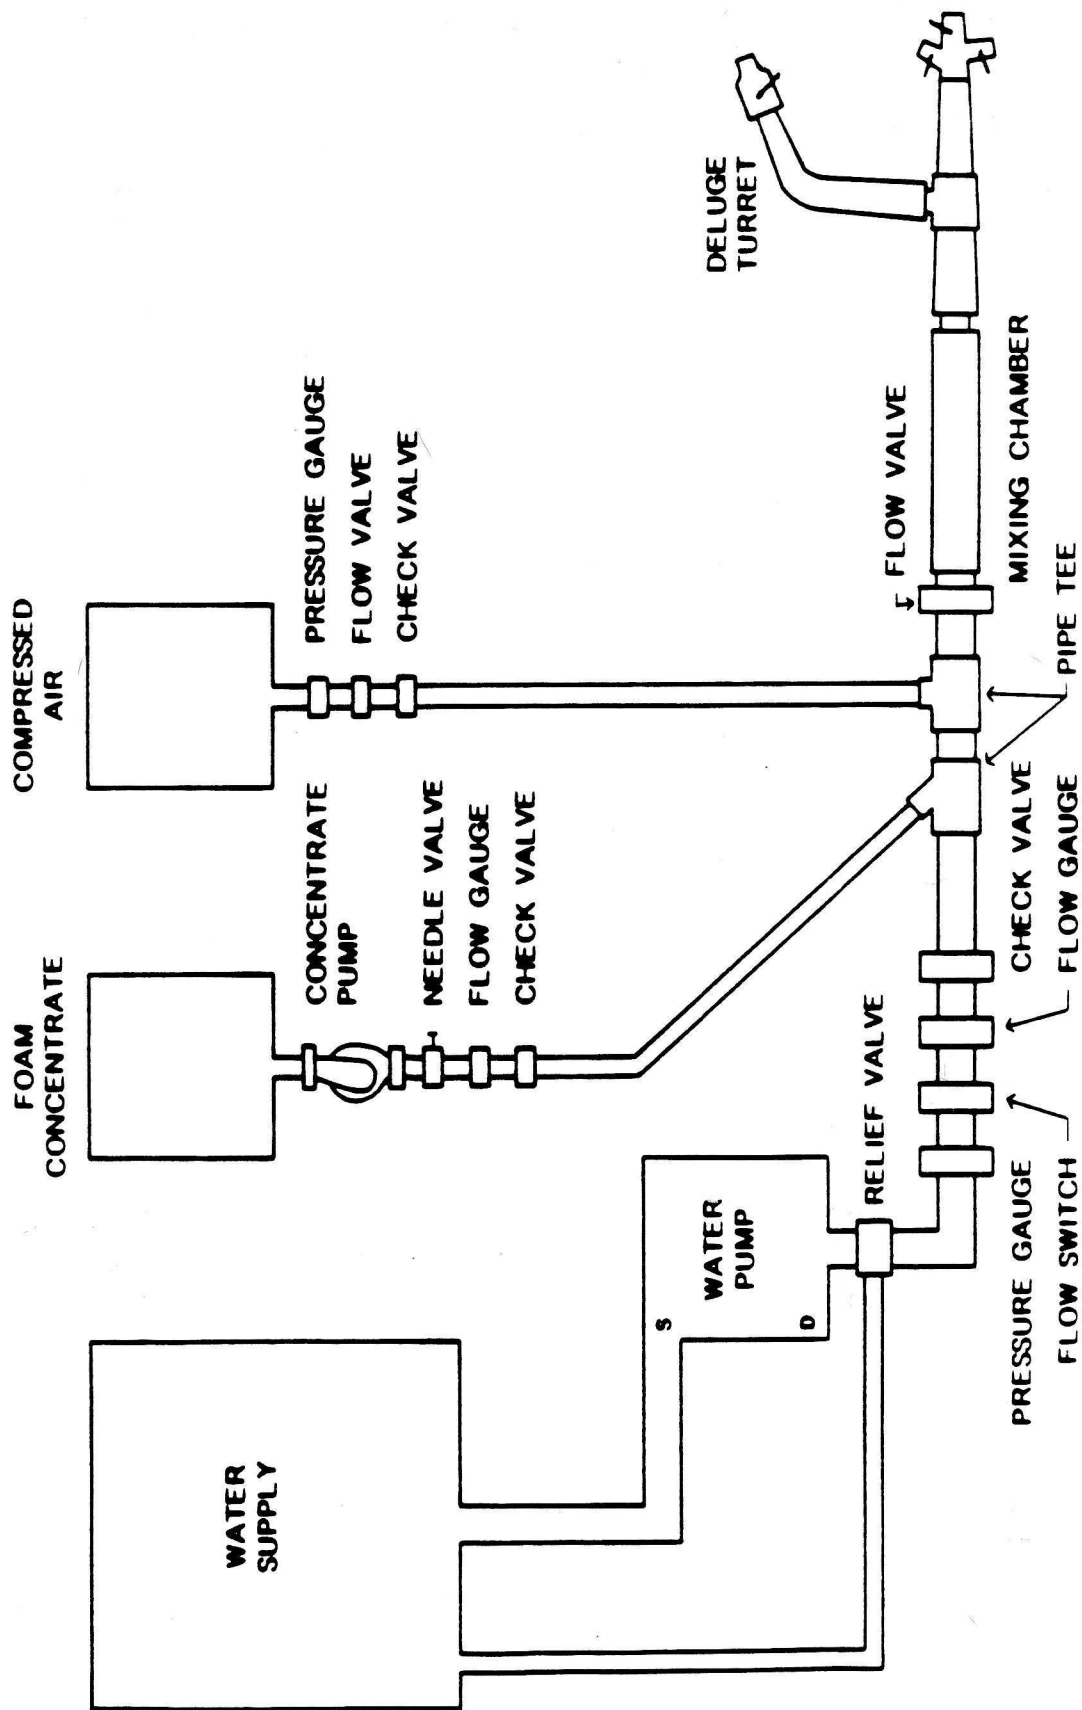 WATER
SUPPLY
FOAM
CONCENTRATE
COMPRESSED
AIR
CONCENTRATE
PUMP
NEEDLE VALVE
FLOW GAUGE
CHECK VALVE
PRESSURE GAUGE
FLOW VALVE
CHECK VALVE
S
WATER
PUMP
D
RELIEF VALVE
DELUGE
TURRET
FLOW VALVE
PRESSURE GAUGE
FLOW SWITCH
CHECK VALVE
FLOW GAUGE
PIPE TEE
MIXING CHAMBER